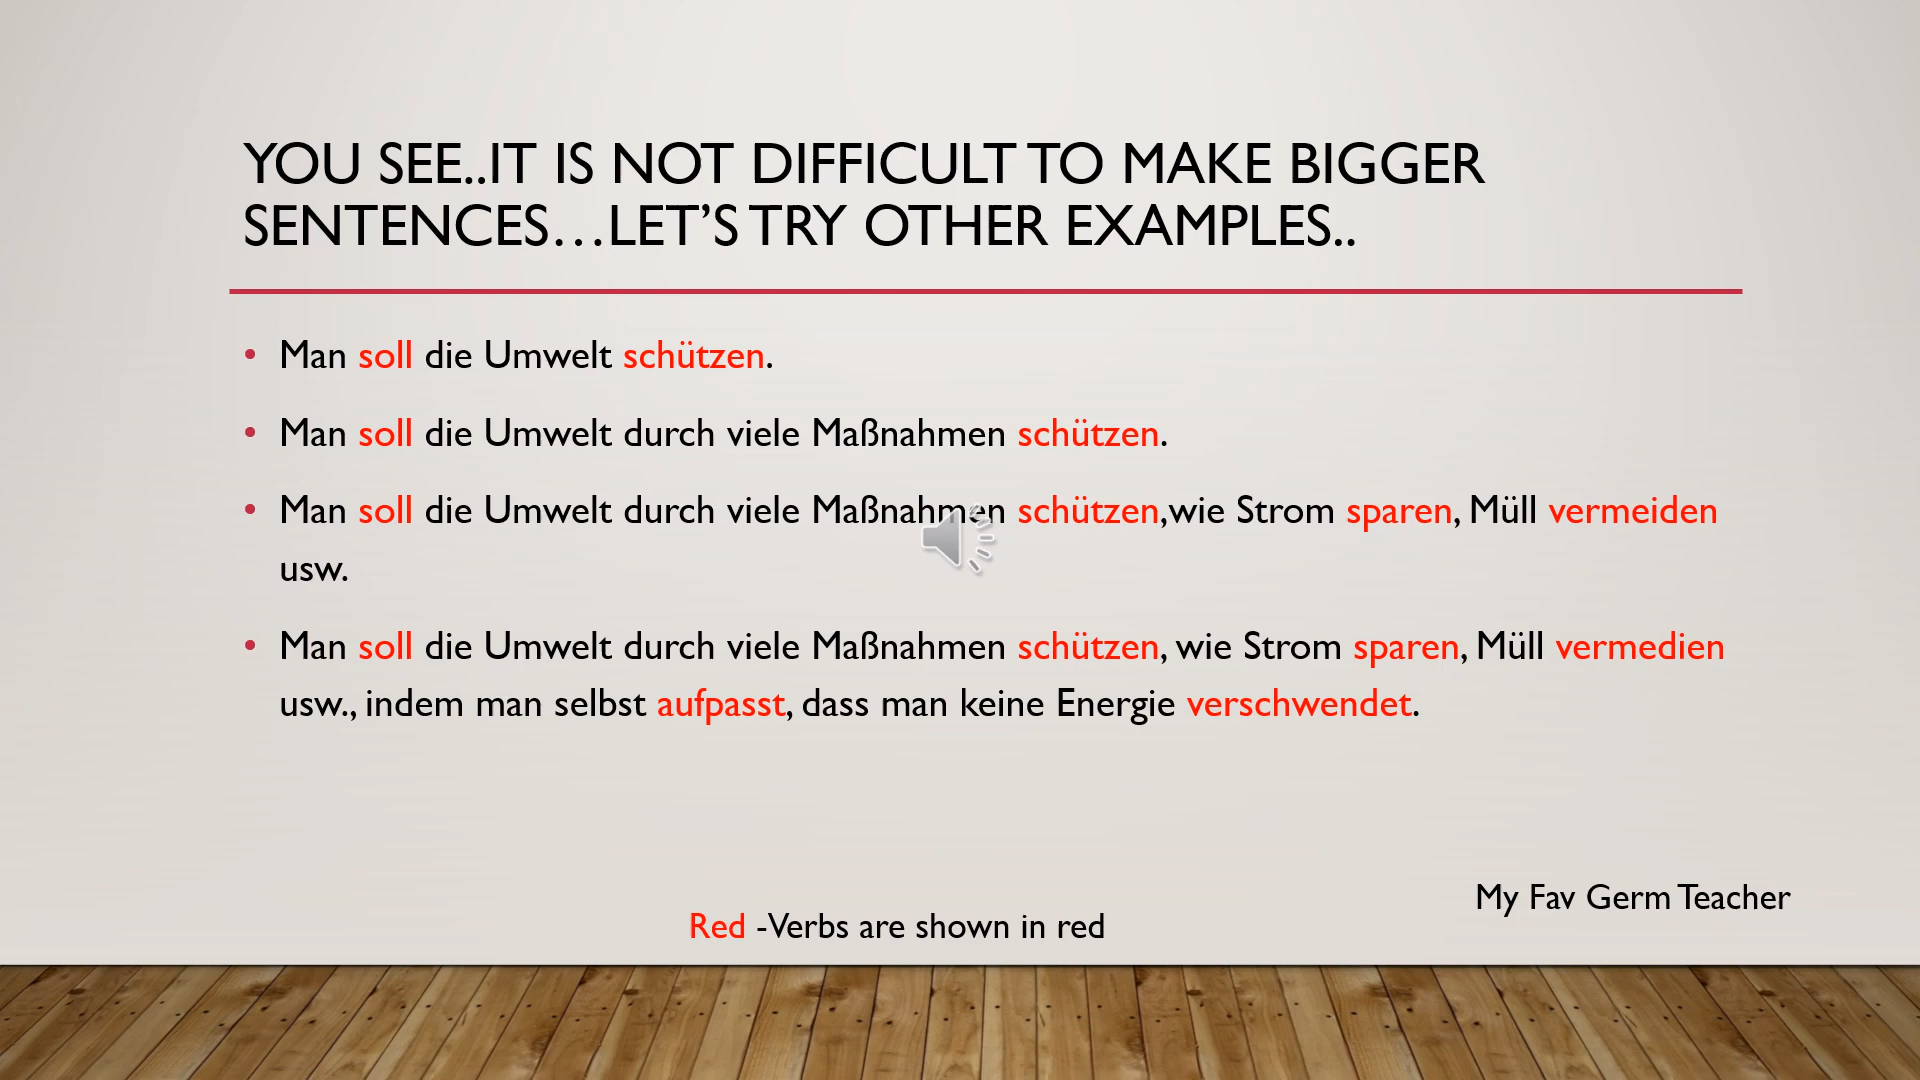 YOU SEE..IT IS NOT DIFFICULT TO MAKE BIGGER
SENTENCES…LET’S TRY OTHER EXAMPLES..
• Man soll die Umwelt schützen.
• Man soll die Umwelt durch viele Maßnahmen schützen.
• Man soll die Umwelt durch viele Maßnahmen schützen,wie Strom sparen, Müll vermeiden
usw.
• Man soll die Umwelt durch viele Maßnahmen schützen, wie Strom sparen, Müll vermedien
usw., indem man selbst aufpasst, dass man keine Energie verschwendet.
My Fav Germ Teacher
Red -Verbs are shown in red